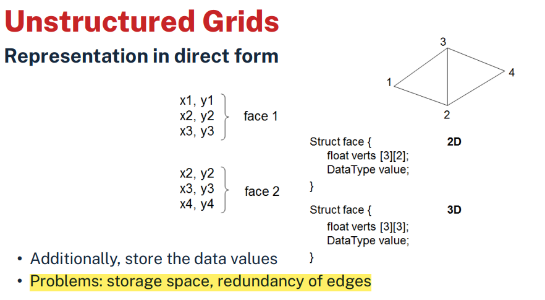 Unstructured Grids
Representation in direct form
x1, y1
x2, y2
x3, y3
face 1
x2, y2
x3, y3
x4, y4
face 2
1
2
3
4
Struct face {
float verts [3][2];
DataType value;
}
2D
Struct face {
float verts [3][3];
DataType value;
}
3D
• Additionally, store the data values
• Problems: storage space, redundancy of edges